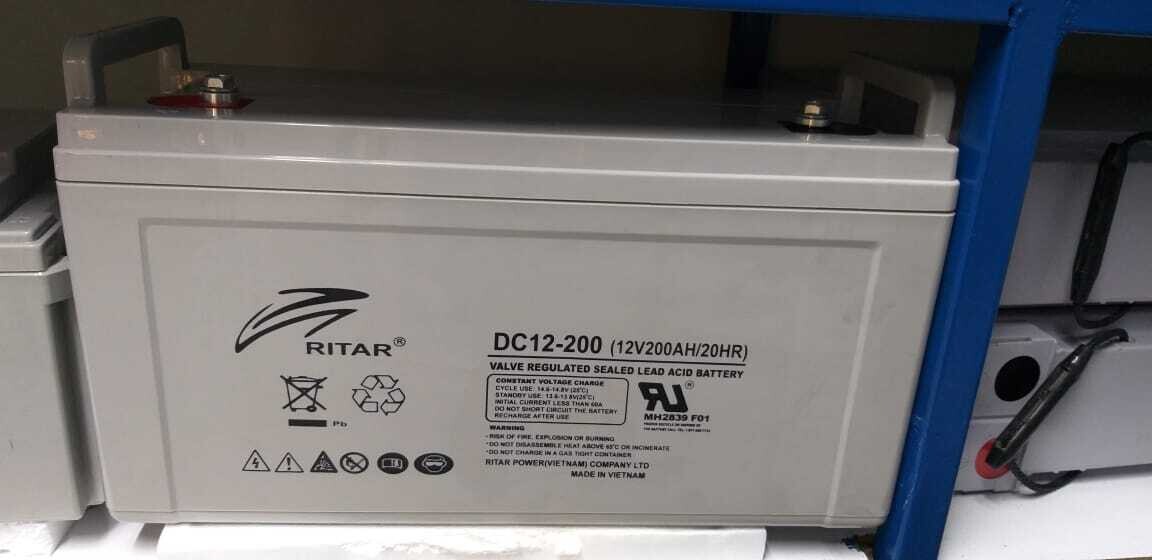 RITAR®
DC12-200 (12V200AH/20HR)
VALVE REGULATED SEALED LEAD ACID BATTERY
CONSTANT VOLTAGE CHARGE
CYCLE USE: 14.6-14.8V (25°C)
STANDBY USE: 13.6-13.8V(25°C)
INITIAL CURRENT LESS THAN 60A
DO NOT SHORT CIRCUIT THE BATTERY
RECHARGE AFTER USE
®
MH2839 F01
Pb
WARNING
• RISK OF FIRE, EXPLOSION OR BURNING
• DO NOT DISASSEMBLE HEAT ABOVE 60°C OR INCINERATE
• DO NOT CHARGE IN A GAS TIGHT CONTAINER
RITAR POWER(VIETNAM) COMPANY LTD
MADE IN VIETNAM